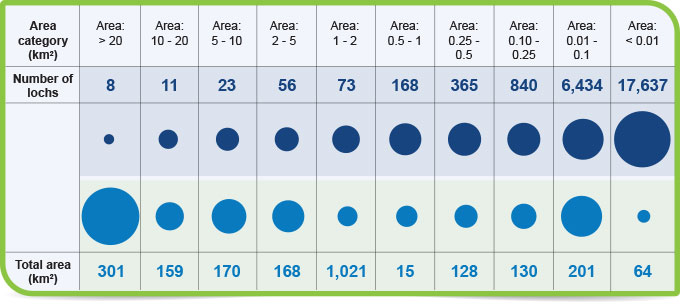 Area category (km²) Area: > 20 Area: 10 - 20 Area: 5 - 10 Area: 2 - 5 Area: 1 - 2 Area: 0.5 - 1 Area: 0.25 - 0.5 Area: 0.10 - 0.25 Area: 0.01 - 0.1 Area: < 0.01
Number of lochs 8 11 23 56 73 168 365 840 6,434 17,637
Total area (km²) 301 159 170 168 1,021 15 128 130 201 64